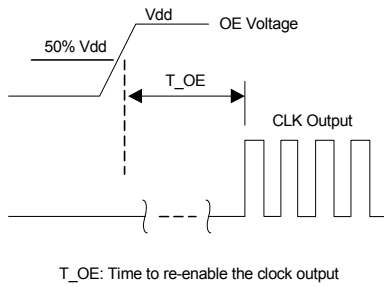 Vdd
OE Voltage
50% Vdd
T_OE
CLK Output
T_OE: Time to re-enable the clock output